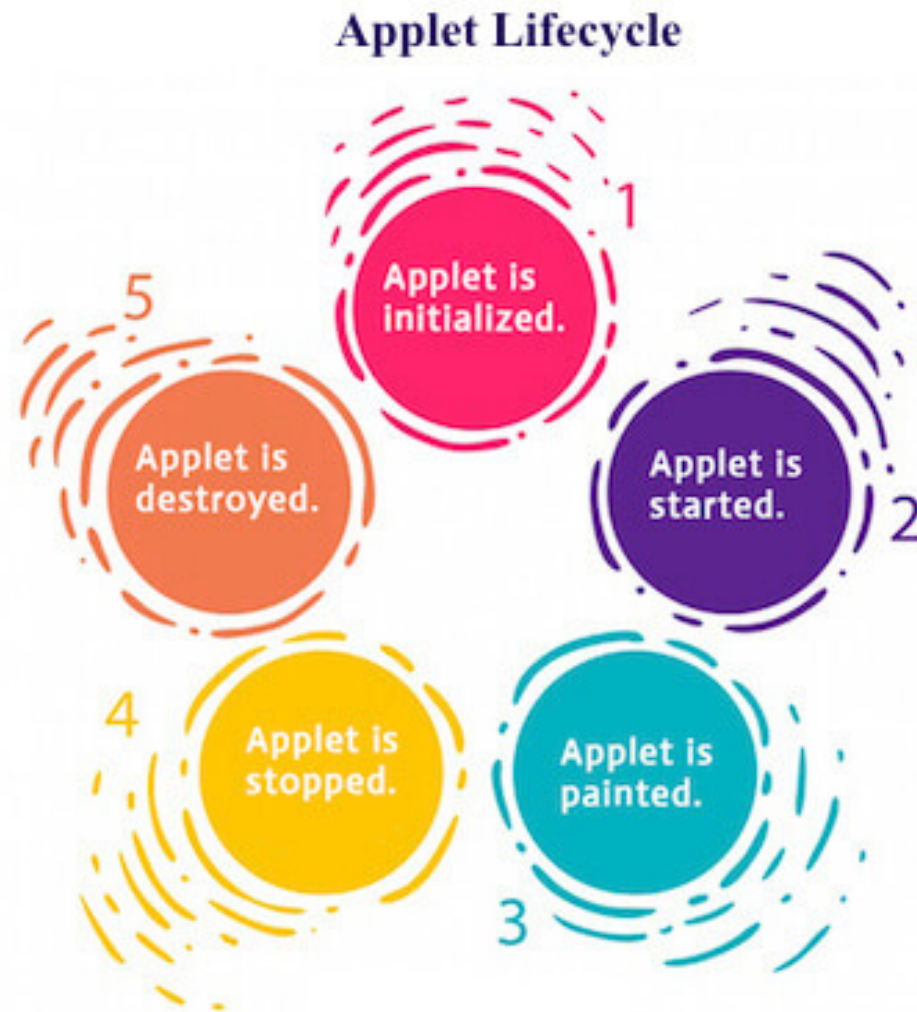 Applet Lifecycle
1
Applet is
initialized.
2
Applet is
started.
3
Applet is
painted.
4
Applet is
stopped.
5
Applet is
destroyed.